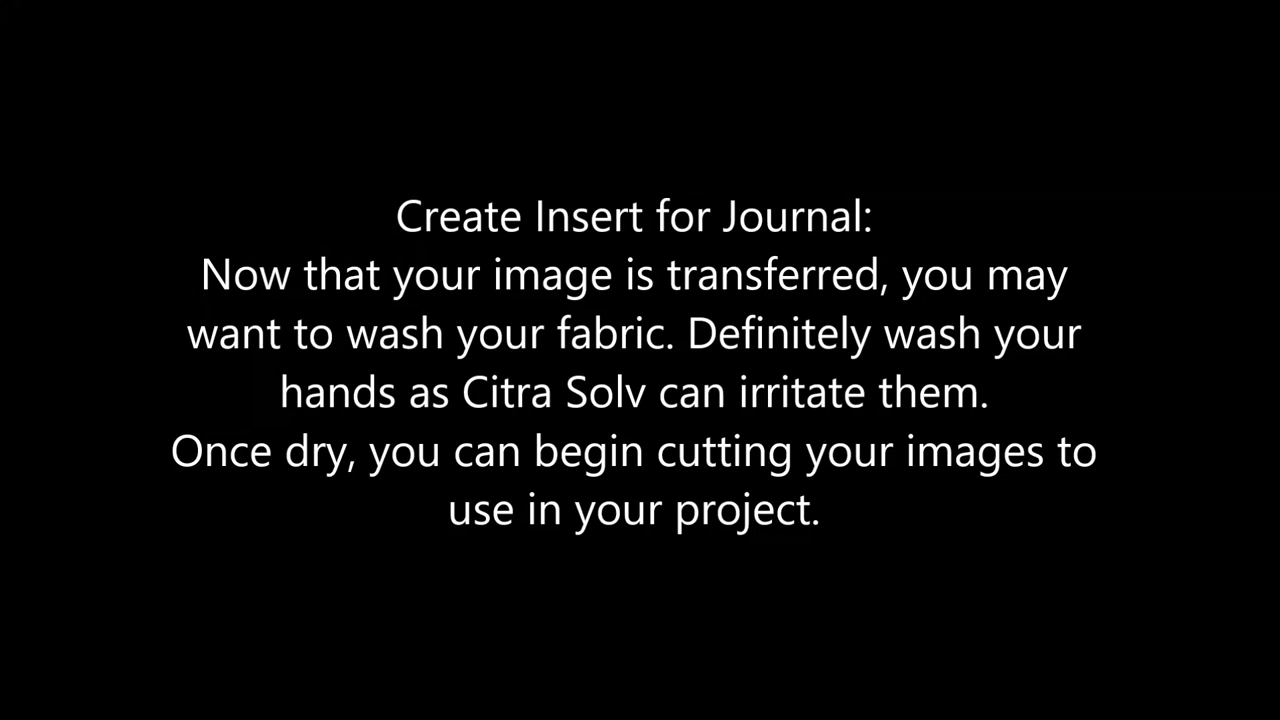 Create Insert for Journal:
Now that your image is transferred, you may
want to wash your fabric. Definitely wash your
hands as Citra Solv can irritate them.
Once dry, you can begin cutting your images to
use in your project.